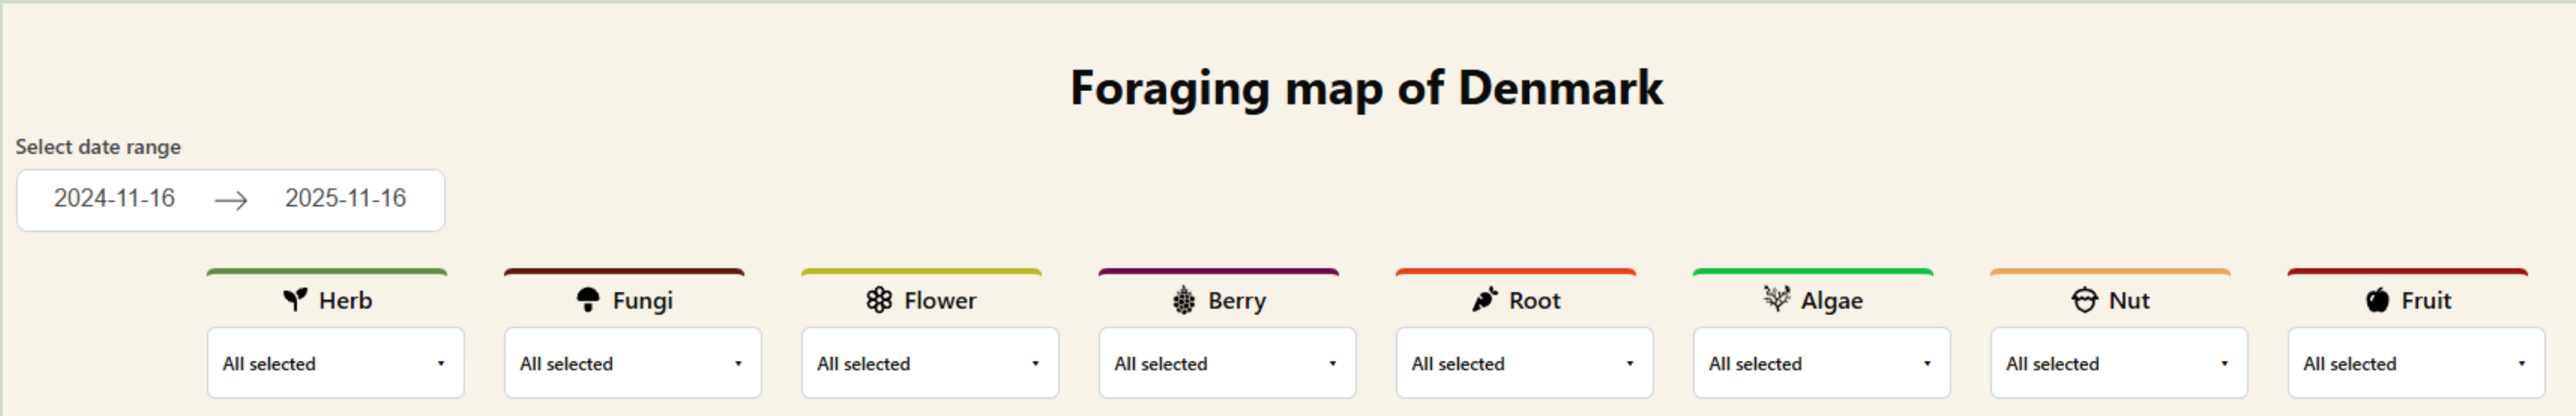 Foraging map of Denmark
Select date range
2024-11-16 → 2025-11-16
Herb Fungi Flower Berry Root Algae Nut Fruit
All selected All selected All selected All selected All selected All selected All selected All selected